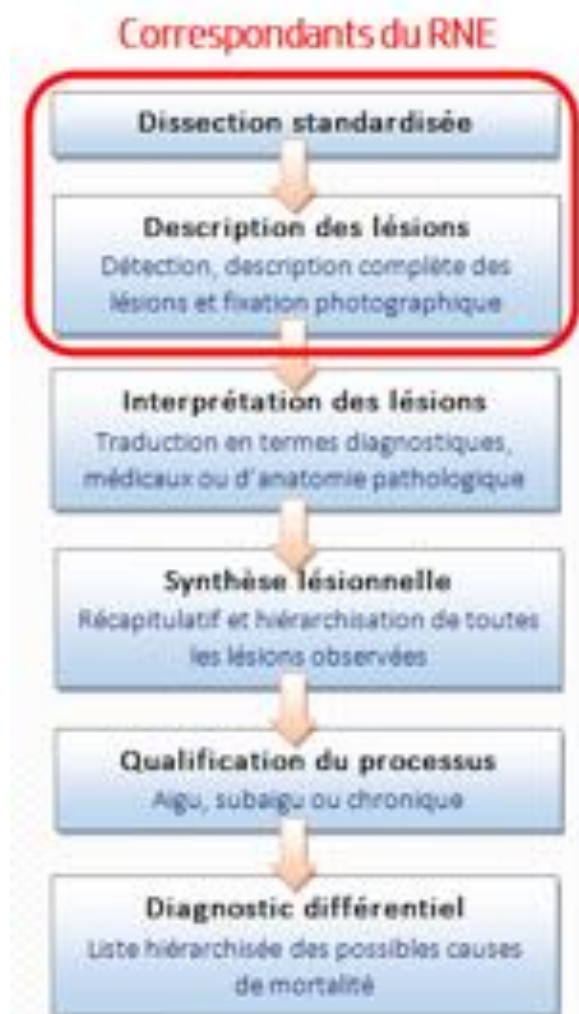 Correspondants du RNE
Dissection standardisée
Description des lésions
Détection, description complète des
lésions et fixation photographique
Interprétation des lésions
Traduction en termes diagnostiques,
médicaux ou d'anatomie pathologique
Synthèse lésionnelle
Récapitulatif et hiérarchisation de toutes
les lésions observées
Qualification du processus
Aigu, subaigu ou chronique
Diagnostic différentiel
Liste hiérarchisée des possibles causes
de mortalité